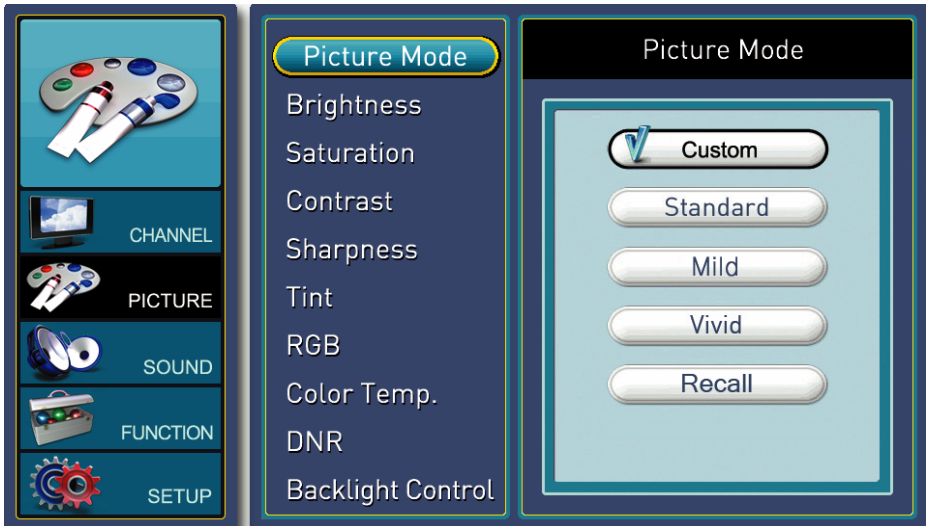 CHANNEL
PICTURE
SOUND
FUNCTION
SETUP
Picture Mode
Brightness
Saturation
Contrast
Sharpness
Tint
RGB
Color Temp.
DNR
Backlight Control
Picture Mode
Custom
Standard
Mild
Vivid
Recall